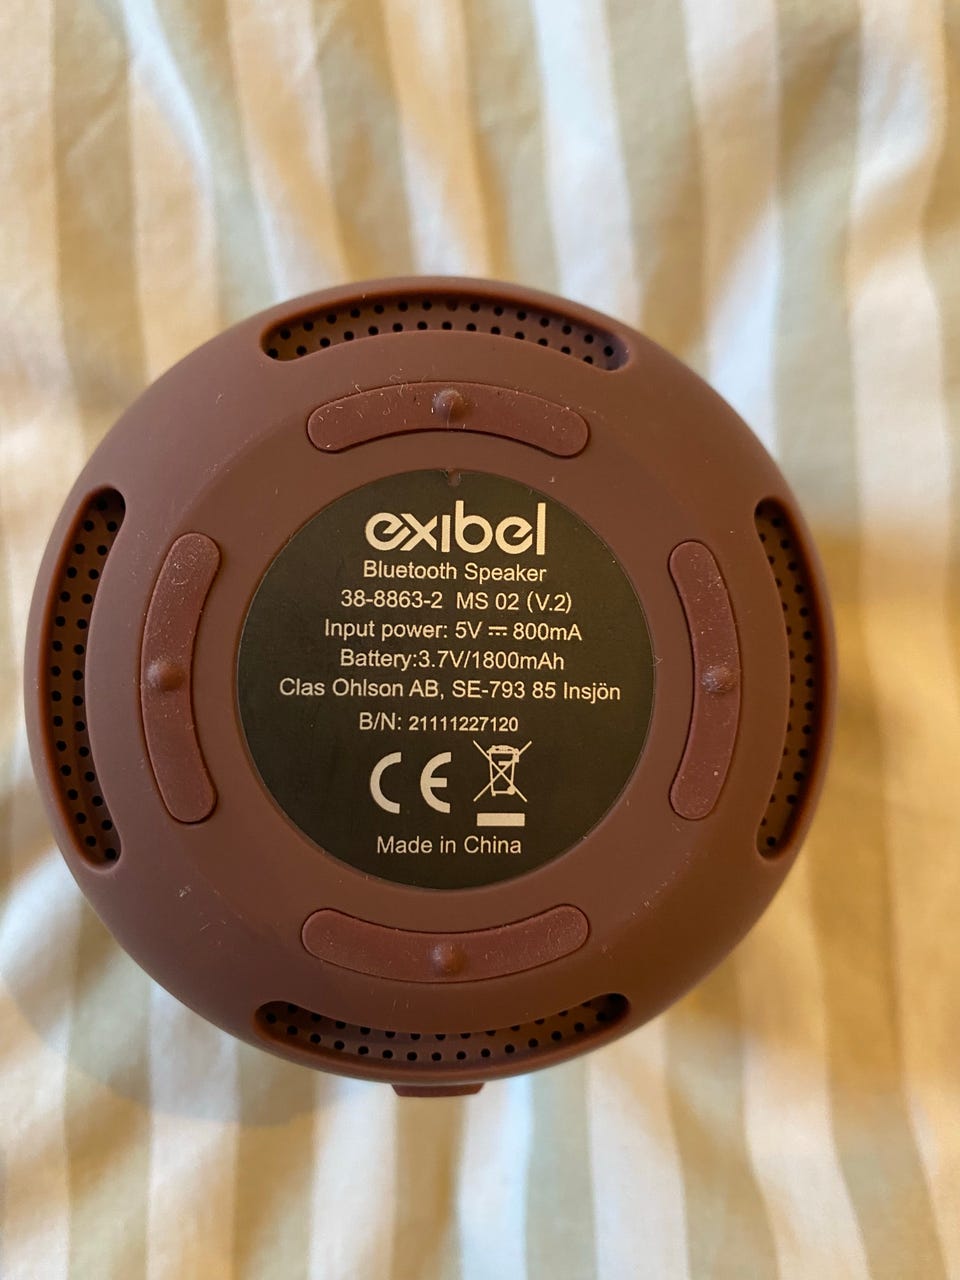 exibel
Bluetooth Speaker
38-8863-2 MS 02 (V.2)
Input power: 5V ⎓ 800mA
Battery:3.7V/1800mAh
Clas Ohlson AB, SE-793 85 Insjön
B/N: 21111227120
CE
Made in China